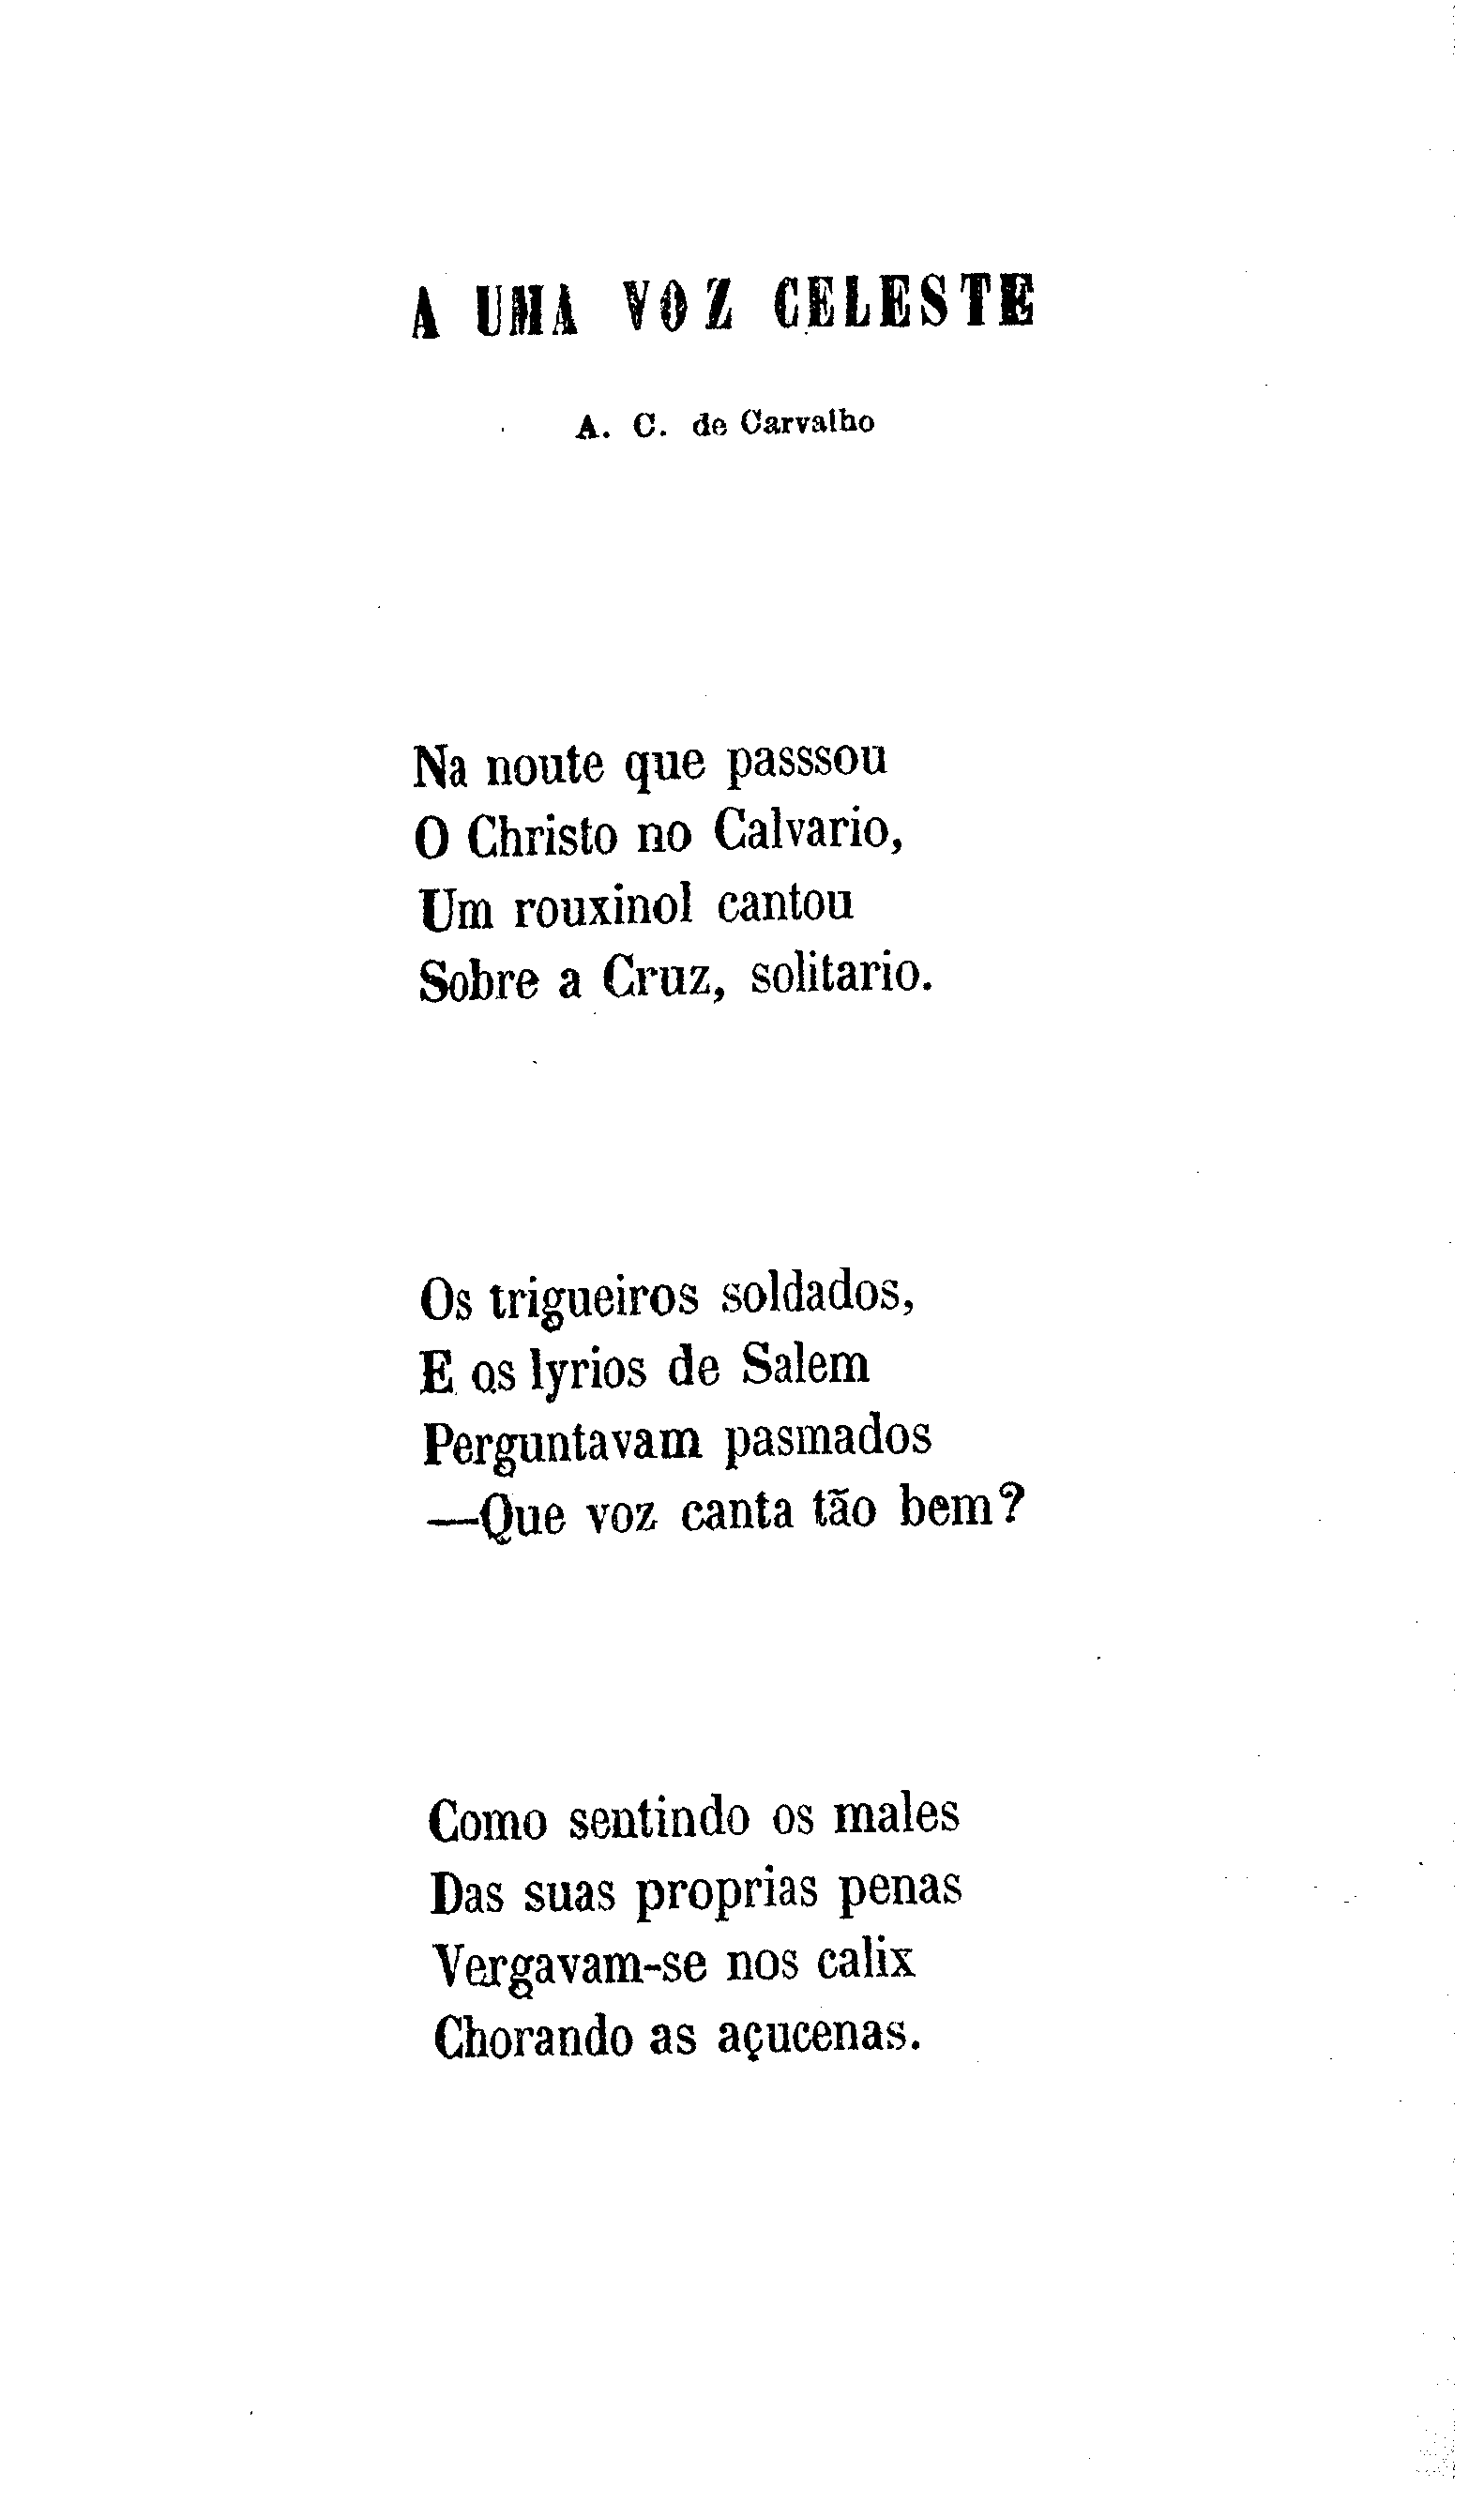 A UMA VOZ CELESTE
A. C. de Carvalho
Na noute que passsou
O Christo no Calvario,
Um rouxinol cantou
Sobre a Cruz, solitario.
Os trigueiros soldados,
E os lyrios de Salem
Perguntavam pasmados
—Que voz canta tão bem?
Como sentindo os males
Das suas proprias penas
Vergavam-se nos calix
Chorando as açucenas.